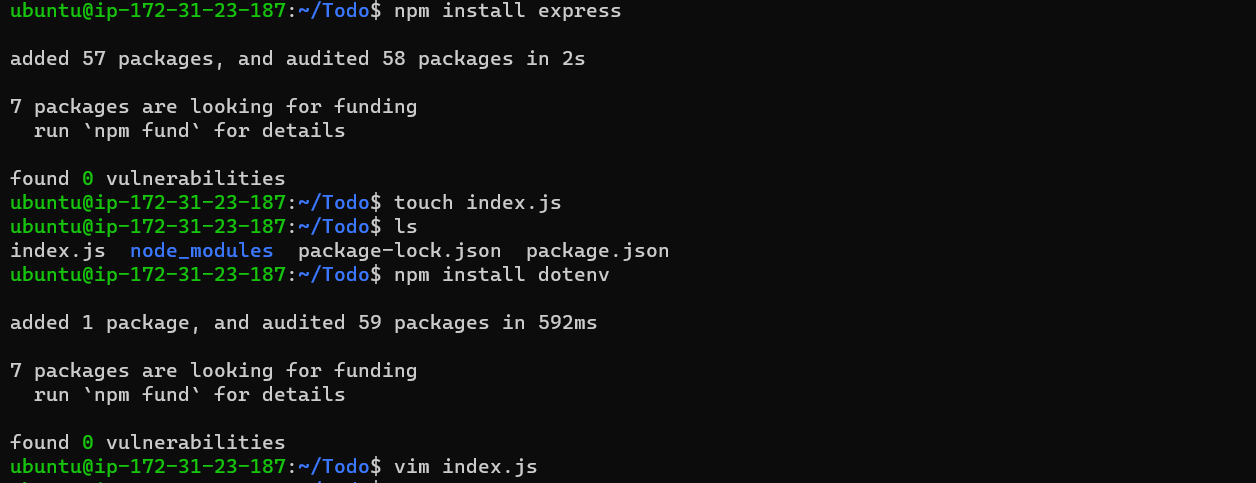 ubuntu@ip-172-31-23-187:~/Todo$ npm install express
added 57 packages, and audited 58 packages in 2s
7 packages are looking for funding
  run `npm fund` for details
found 0 vulnerabilities
ubuntu@ip-172-31-23-187:~/Todo$ touch index.js
ubuntu@ip-172-31-23-187:~/Todo$ ls
index.js  node_modules  package-lock.json  package.json
ubuntu@ip-172-31-23-187:~/Todo$ npm install dotenv
added 1 package, and audited 59 packages in 592ms
7 packages are looking for funding
  run `npm fund` for details
found 0 vulnerabilities
ubuntu@ip-172-31-23-187:~/Todo$ vim index.js